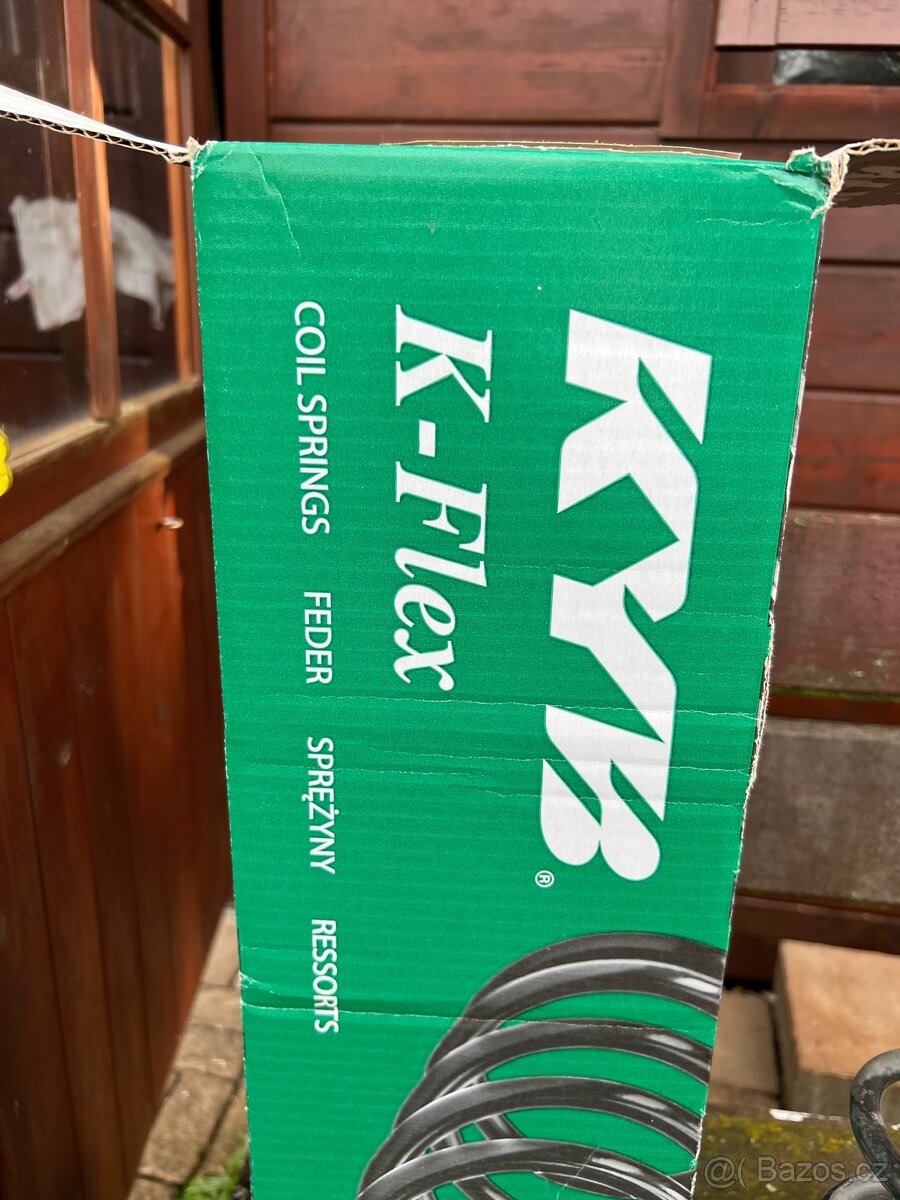 KYB®
K-Flex
COIL SPRINGS FEDER SPRĘŻYNY RESSORTS
@( Bazos.cz